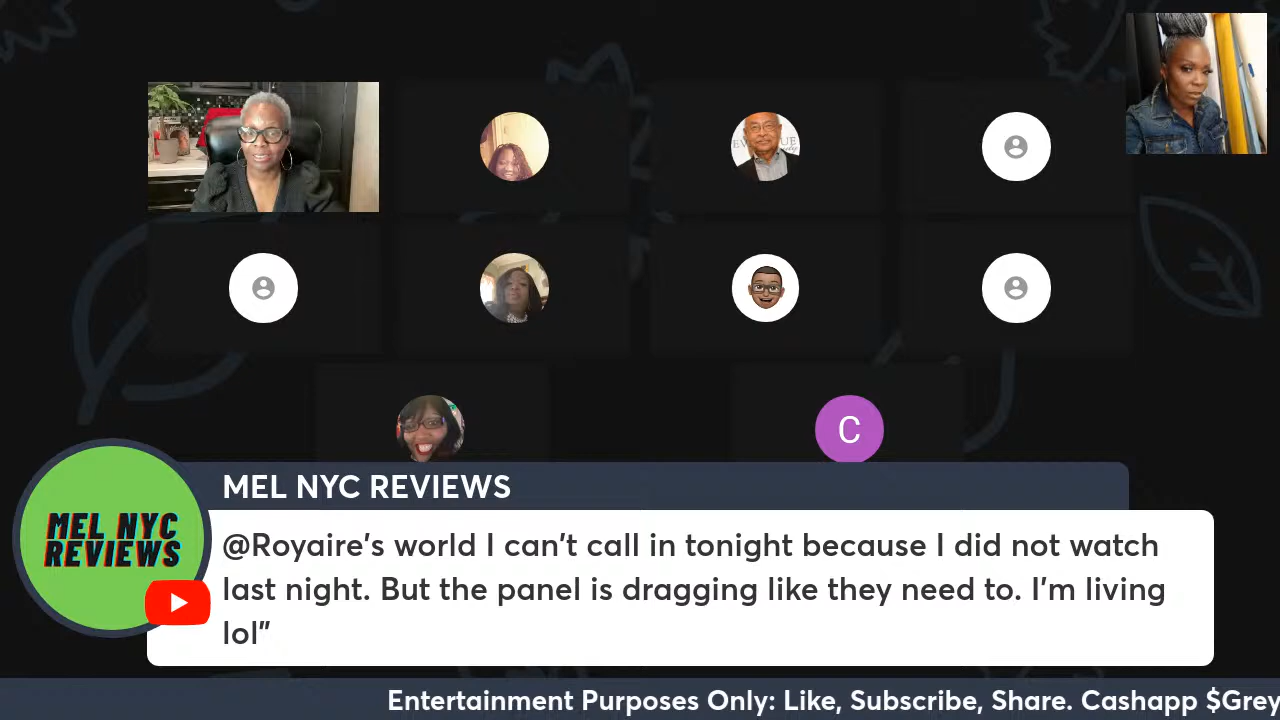 C
MEL NYC REVIEWS
MEL NYC
REVIEWS
@Royaire's world I can't call in tonight because I did not watch
last night. But the panel is dragging like they need to. I'm living
lol"
Entertainment Purposes Only: Like, Subscribe, Share. Cashapp $Grey